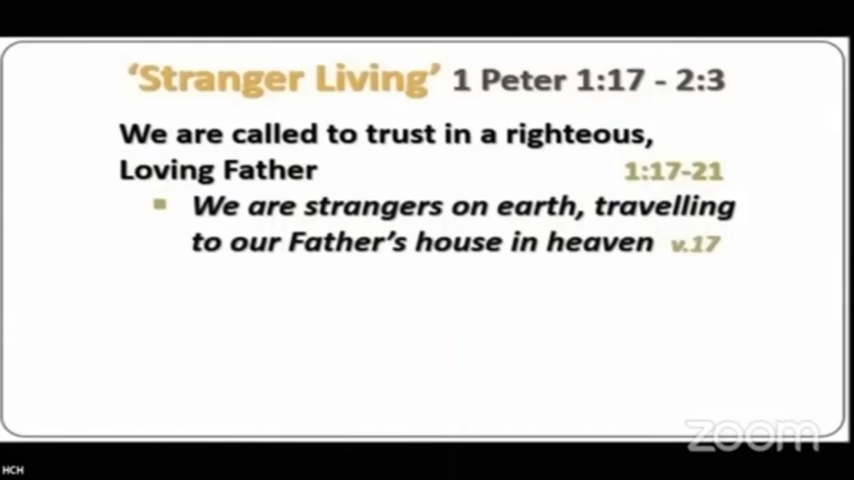 ‘Stranger Living’ 1 Peter 1:17 - 2:3
We are called to trust in a righteous,
Loving Father 1:17-21
▪ We are strangers on earth, travelling
to our Father’s house in heaven v.17
zoom
HCH